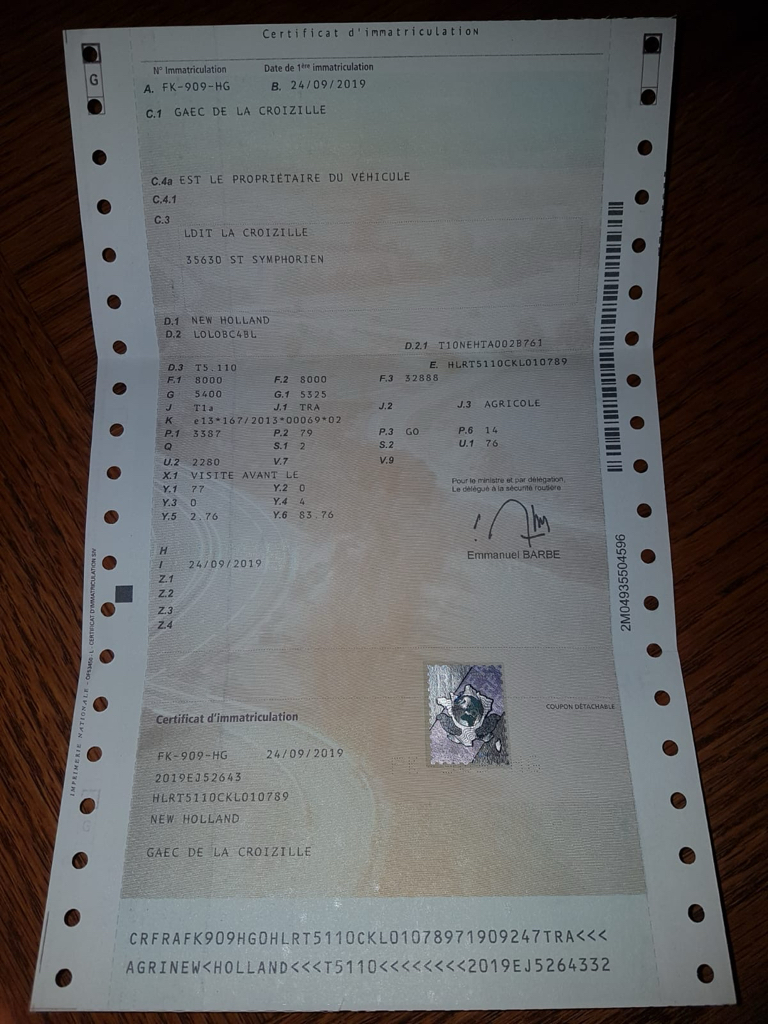 Certificat d'immatriculation
G
N° Immatriculation Date de 1ère immatriculation
A. FK-909-HG B. 24/09/2019
C.1 GAEC DE LA CROIZILLE
C.4a EST LE PROPRIÉTAIRE DU VÉHICULE
C.4.1
C.3
LDIT LA CROIZILLE
35630 ST SYMPHORIEN
D.1 NEW HOLLAND
D.2 LOLOBC4BL
D.2.1 T10NEHTA0028761
D.3 T5.110 E. HLRT5110CKL010789
F.1 8000 F.2 8000 F.3 32888
G 5400 G.1 5325
J T1a J.1 TRA J.2 J.3 AGRICOLE
K e13*167/2013*00069*02
P.1 3387 P.2 79 P.3 GO P.6 14
Q S.1 2 S.2 U.1 76
U.2 2280 V.7 V.9
X.1 VISITE AVANT LE
Y.1 77 Y.2 0
Y.3 0 Y.4 4
Y.5 2.76 Y.6 83.76
Pour le ministre et par délégation,
Le délégué à la sécurité routière
Emmanuel BARBE
H
I 24/09/2019
Z.1
Z.2
Z.3
Z.4
2M04935504596
IMPRIMERIE NATIONALE - CERTIFICAT D'IMMATRICULATION SIV
COUPON DÉTACHABLE
Certificat d'immatriculation
FK-909-HG 24/09/2019
2019EJ52643
HLRT5110CKL010789
NEW HOLLAND
GAEC DE LA CROIZILLE
CRFRAFK909HG0HLRT5110CKL01078971909247TRA<<<
AGRINEW<HOLLAND<<<T5110<<<<<<<<2019EJ5264332